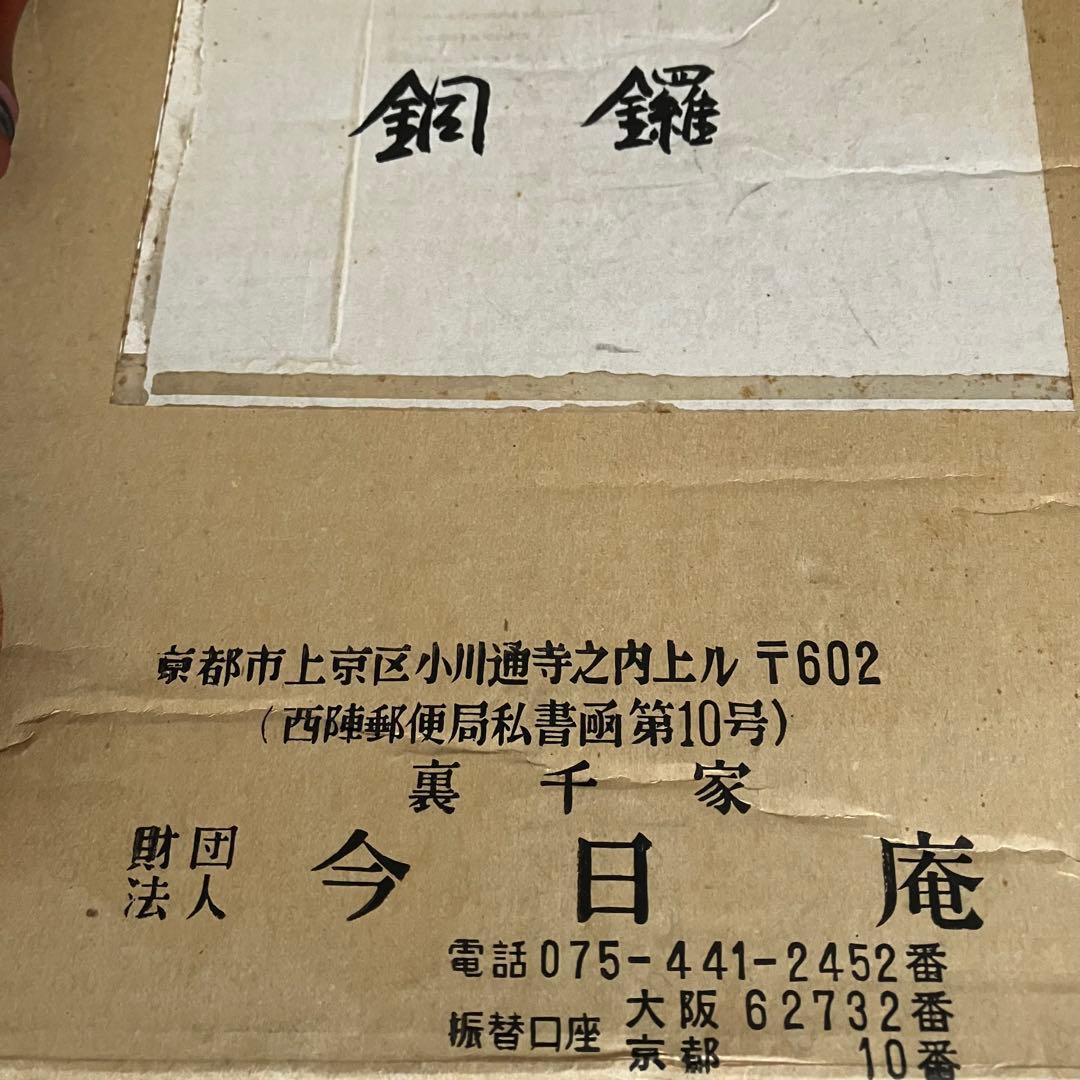 銅鑼
京都市上京区小川通寺之内上ル 〒602
(西陣郵便局私書函第10号)
裏千家
財団法人 今日庵
電話 075-441-2452番
振替口座 大阪 62732番
京都 10番